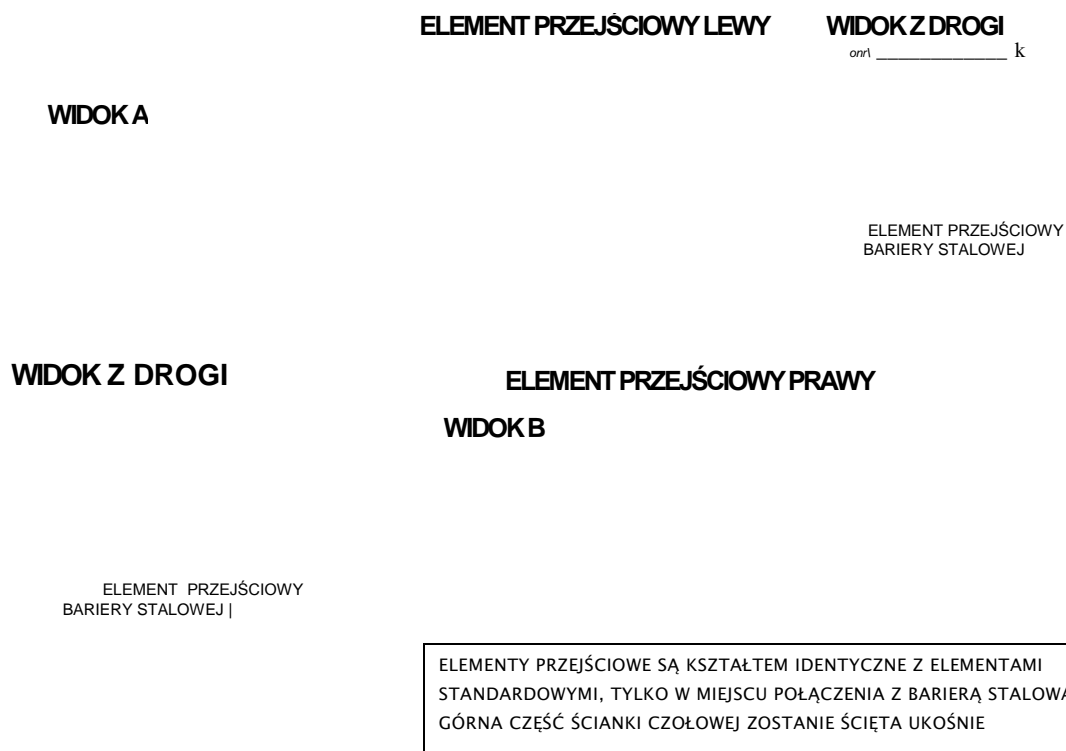 ELEMENT PRZEJŚCIOWY LEWY WIDOK Z DROGI
onr\ ____________ k
WIDOK A
ELEMENT PRZEJŚCIOWY
BARIERY STALOWEJ
WIDOK Z DROGI
ELEMENT PRZEJŚCIOWY PRAWY
WIDOK B
ELEMENT PRZEJŚCIOWY
BARIERY STALOWEJ |
ELEMENTY PRZEJŚCIOWE SĄ KSZTAŁTEM IDENTYCZNE Z ELEMENTAMI
STANDARDOWYMI, TYLKO W MIEJSCU POŁĄCZENIA Z BARIERĄ STALOWĄ
GÓRNA CZĘŚĆ ŚCIANKI CZOŁOWEJ ZOSTANIE ŚCIĘTA UKOŚNIE